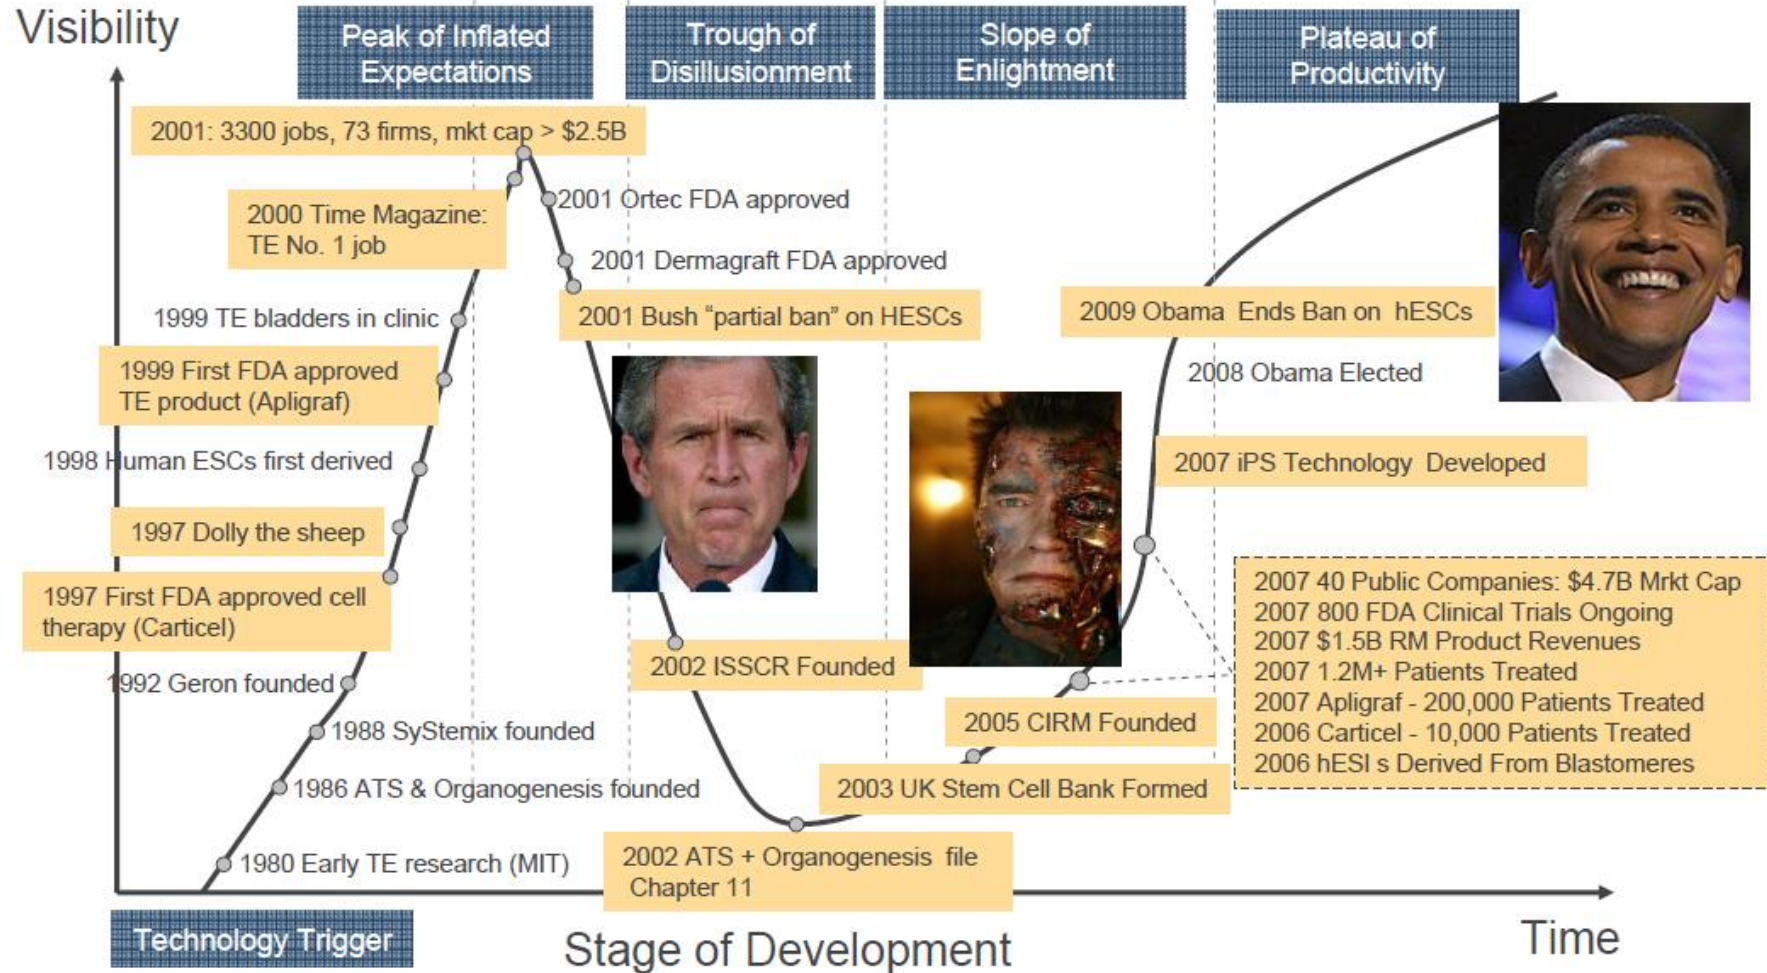 Visibility
Peak of Inflated
Expectations
Trough of
Disillusionment
Slope of
Enlightment
Plateau of
Productivity
2001: 3300 jobs, 73 firms, mkt cap > $2.5B
2000 Time Magazine:
TE No. 1 job
1999 TE bladders in clinic
1999 First FDA approved
TE product (Apligraf)
1998 Human ESCs first derived
1997 Dolly the sheep
1997 First FDA approved cell
therapy (Carticel)
1992 Geron founded
1988 SyStemix founded
1986 ATS & Organogenesis founded
1980 Early TE research (MIT)
2001 Ortec FDA approved
2001 Dermagraft FDA approved
2001 Bush “partial ban” on HESCs
2002 ISSCR Founded
2002 ATS + Organogenesis file
Chapter 11
2003 UK Stem Cell Bank Formed
2005 CIRM Founded
2009 Obama Ends Ban on hESCs
2008 Obama Elected
2007 iPS Technology Developed
2007 40 Public Companies: $4.7B Mrkt Cap
2007 800 FDA Clinical Trials Ongoing
2007 $1.5B RM Product Revenues
2007 1.2M+ Patients Treated
2007 Apligraf - 200,000 Patients Treated
2006 Carticel - 10,000 Patients Treated
2006 hESI s Derived From Blastomeres
Technology Trigger
Stage of Development
Time